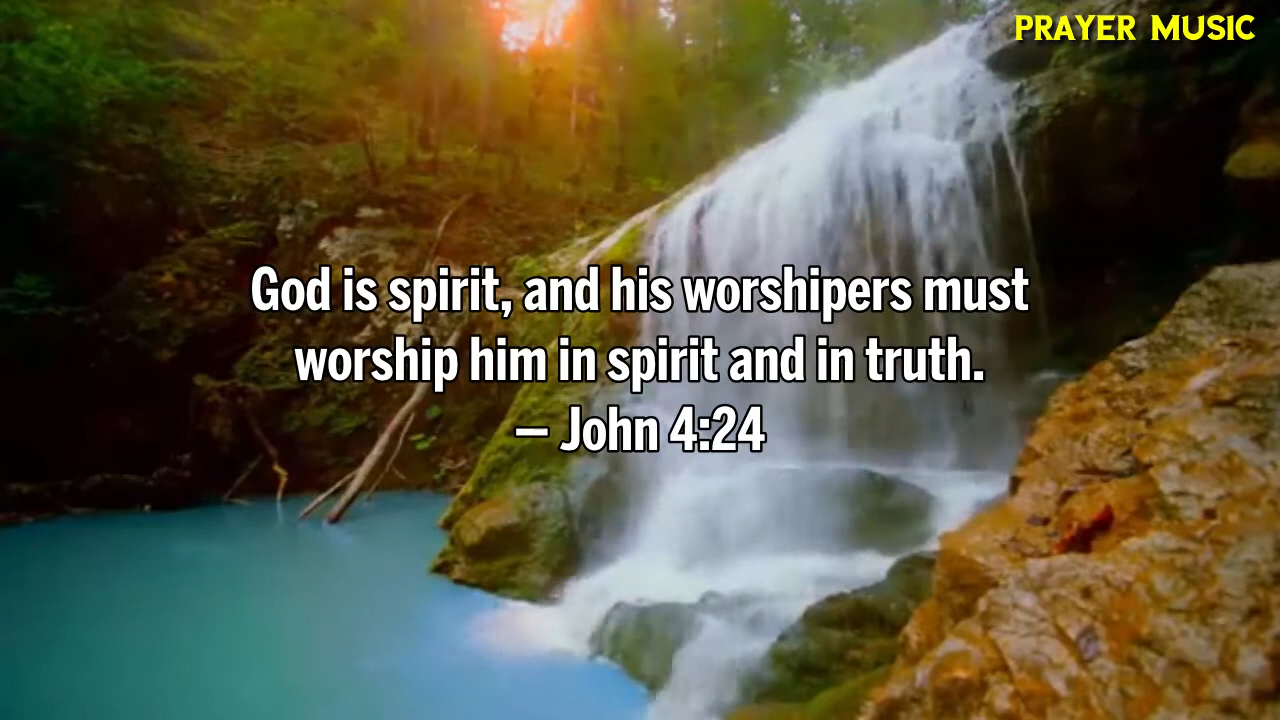 PRAYER MUSIC
God is spirit, and his worshipers must
worship him in spirit and in truth.
– John 4:24